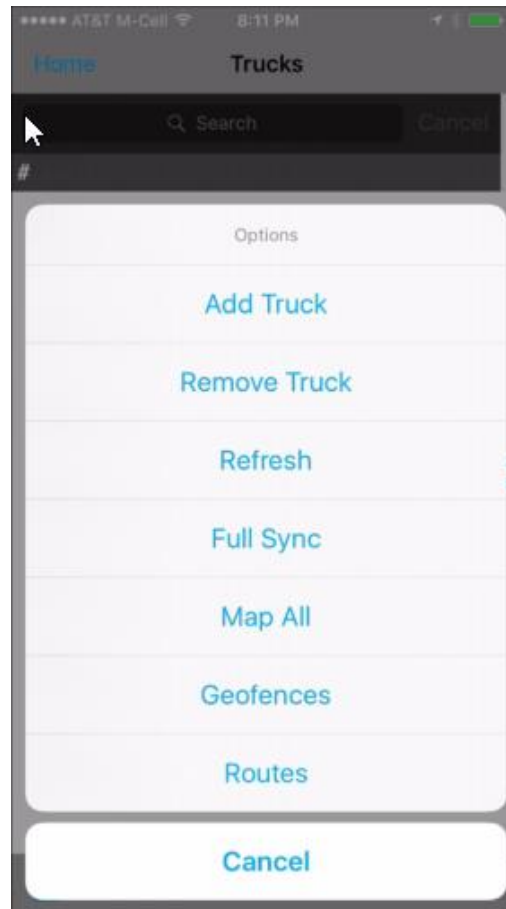 AT&T M-Cell 8:11 PM
Home Trucks
Search Cancel
#
Options
Add Truck
Remove Truck
Refresh
Full Sync
Map All
Geofences
Routes
Cancel